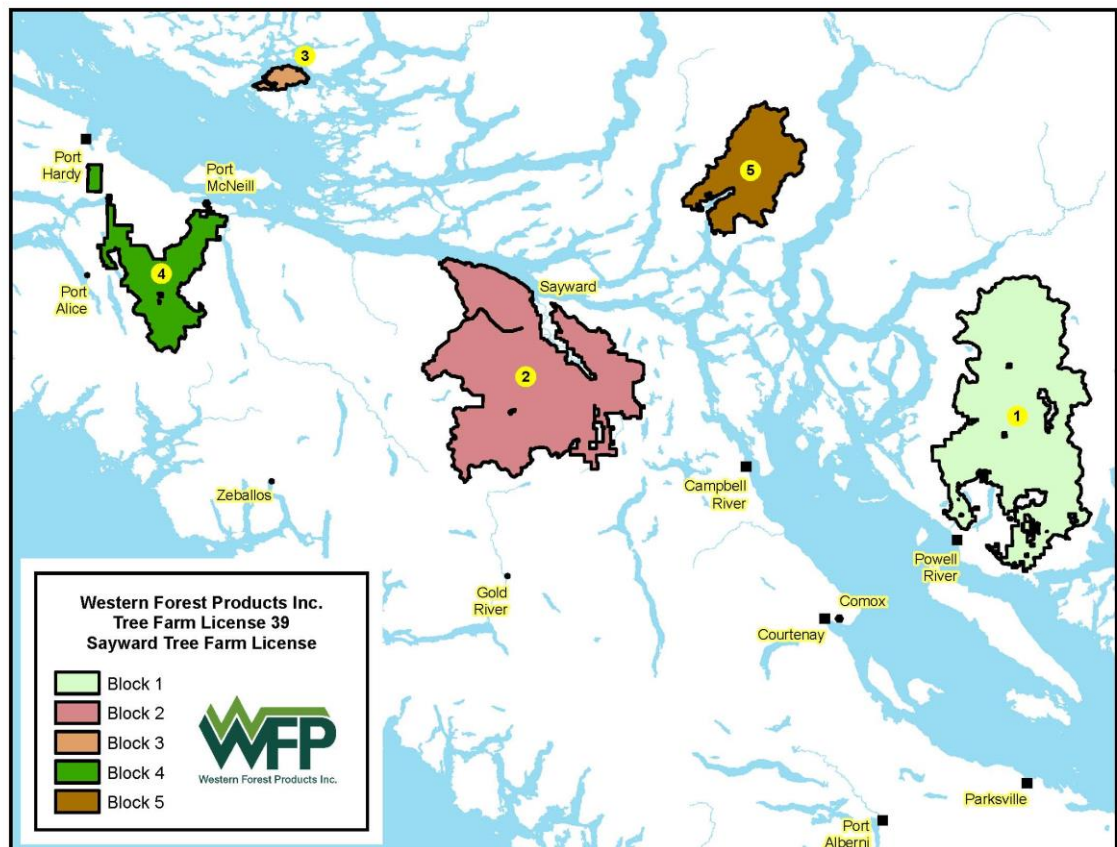 3
Port
Hardy
Port
McNeill
5
4
Port
Alice
Sayward
2
1
Campbell
River
Zeballos
Powell
River
Gold
River
Comox
Courtenay
Parksville
Port
Alberni
Western Forest Products Inc.
Tree Farm License 39
Sayward Tree Farm License
Block 1
Block 2
Block 3
Block 4
Block 5
WFP
Western Forest Products Inc.